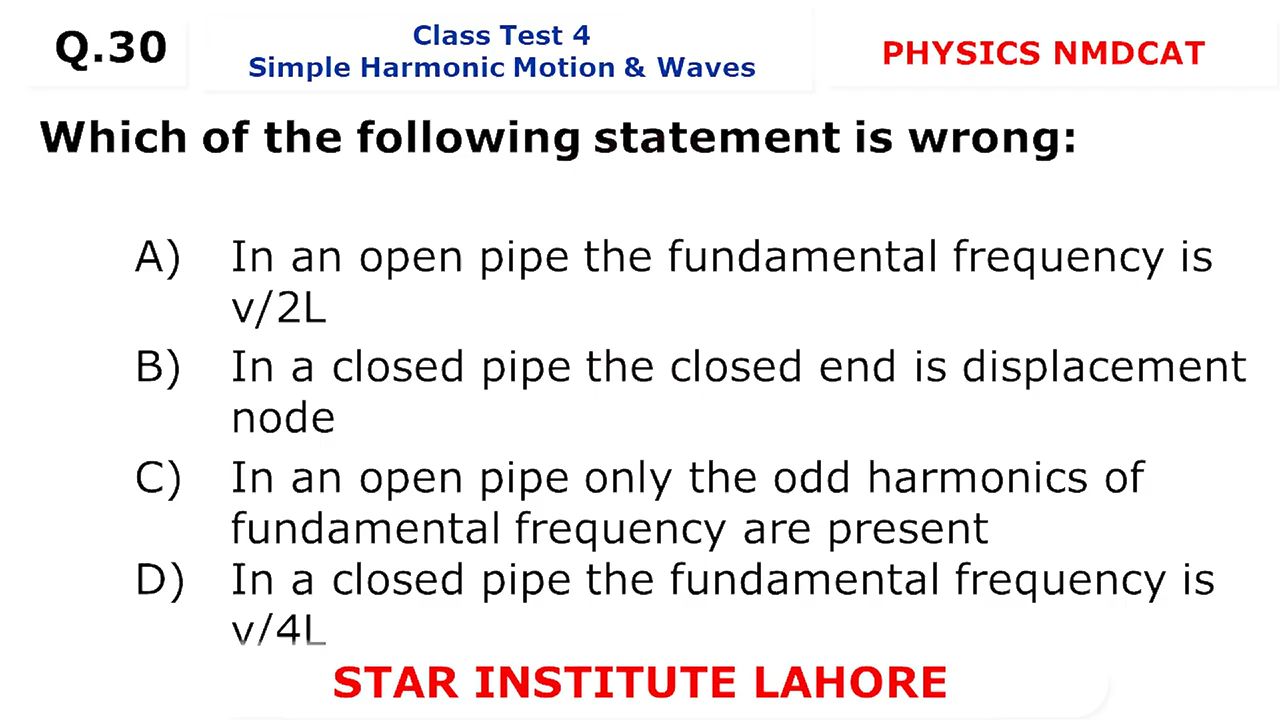 Q.30
Class Test 4
Simple Harmonic Motion & Waves
PHYSICS NMDCAT
Which of the following statement is wrong:
A) In an open pipe the fundamental frequency is
v/2L
B) In a closed pipe the closed end is displacement
node
C) In an open pipe only the odd harmonics of
fundamental frequency are present
D) In a closed pipe the fundamental frequency is
v/4L
STAR INSTITUTE LAHORE